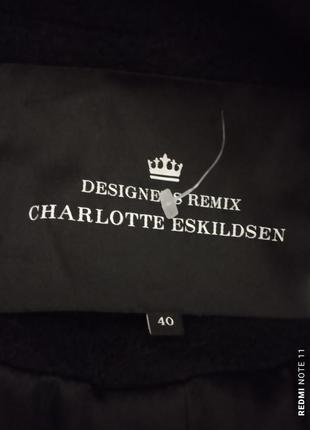 DESIGNERS REMIX
CHARLOTTE ESKILDSEN
40
REDMI NOTE 11